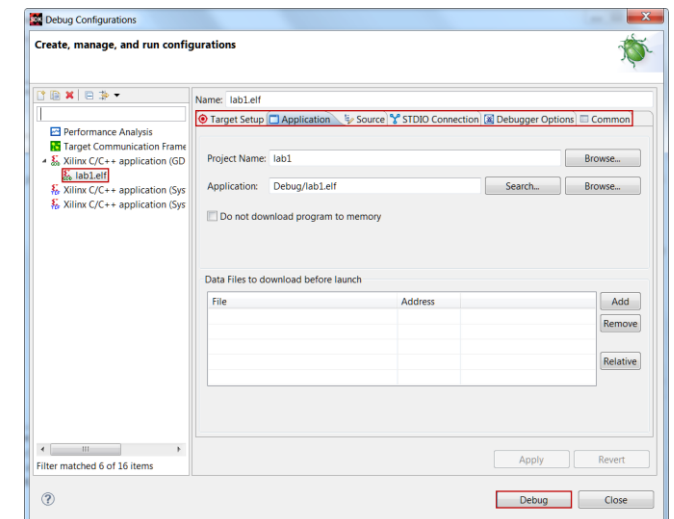 Debug Configurations
Create, manage, and run configurations
Name: lab1.elf
Target Setup Application Source STDIO Connection Debugger Options Common
Performance Analysis
Target Communication Frame
Xilinx C/C++ application (GD
lab1.elf
Xilinx C/C++ application (Sys
Xilinx C/C++ application (Sys
Project Name: lab1 Browse...
Application: Debug/lab1.elf Search... Browse...
Do not download program to memory
Data Files to download before launch
File Address Add
Remove
Relative
Filter matched 6 of 16 items
Apply Revert
Debug Close